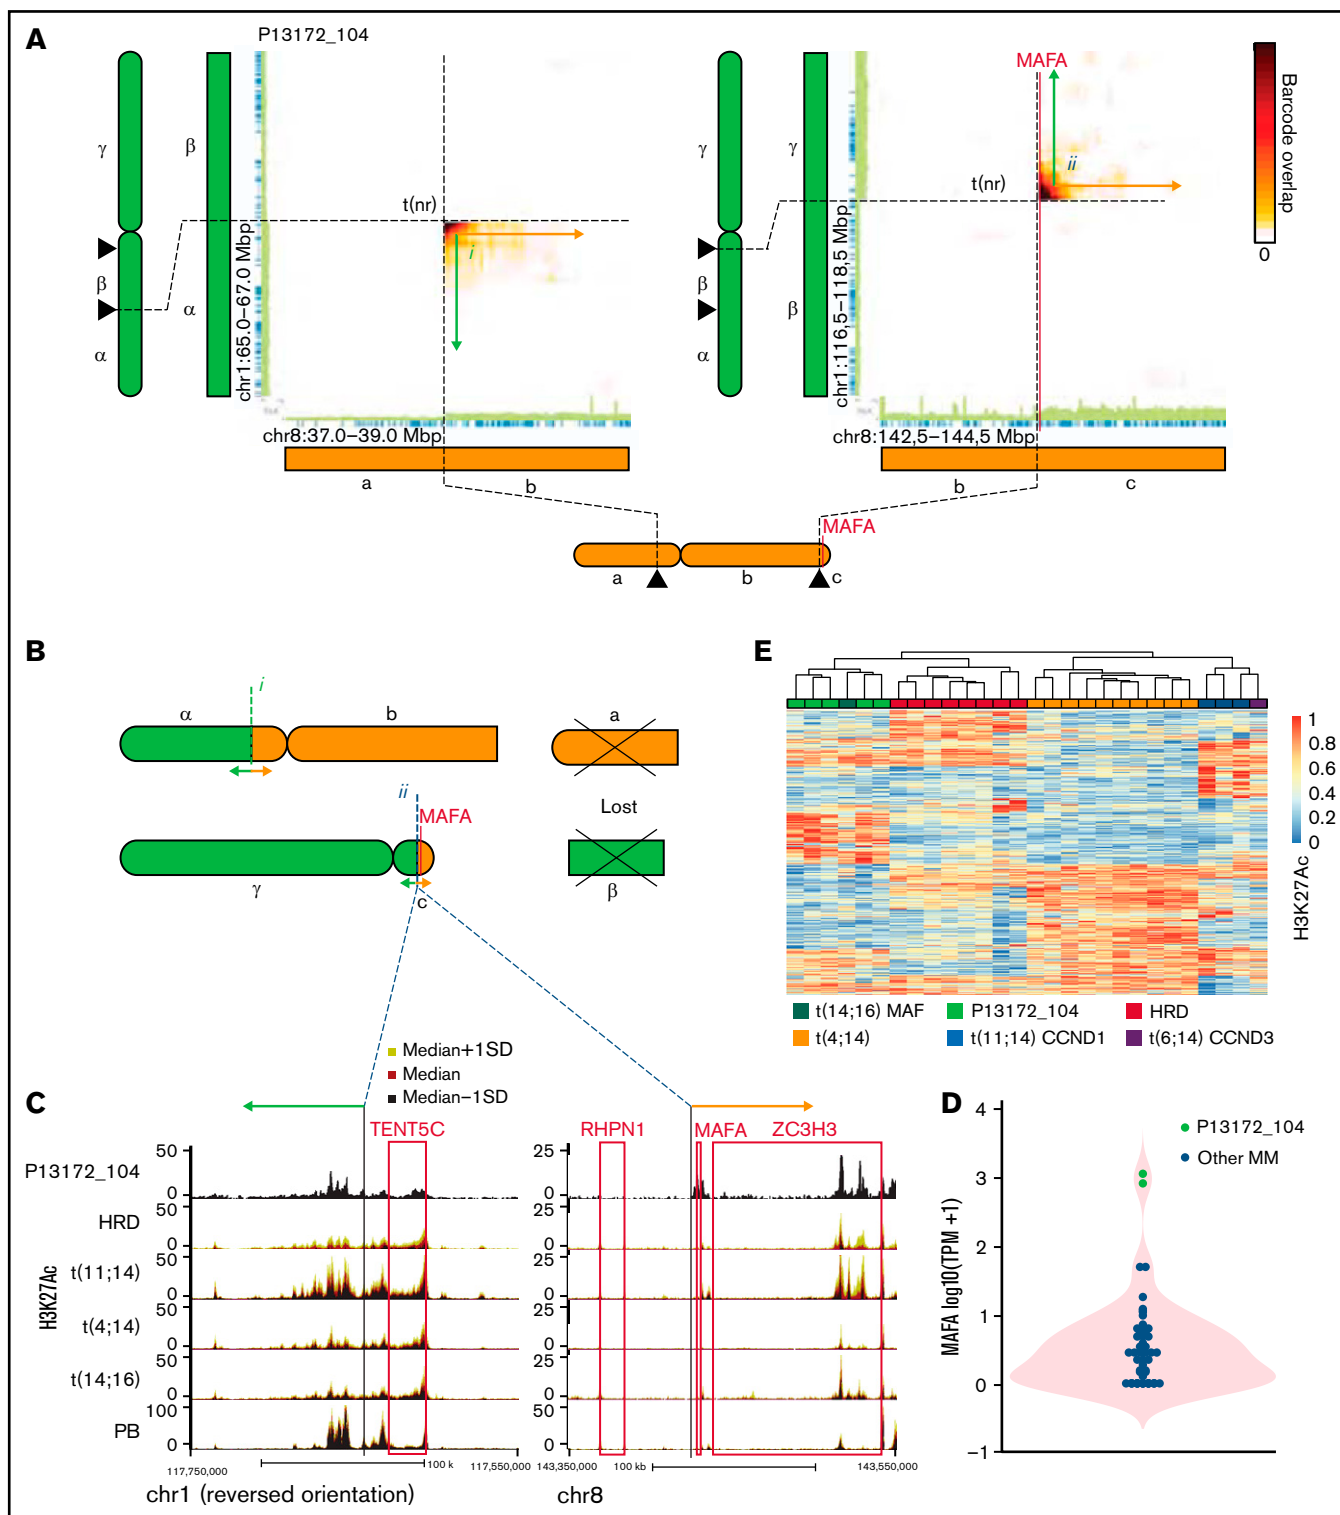 A
P13172_104
γ
β
α
β
α
chr1:65.0–67.0 Mbp
t(nr)
i
chr8:37.0–39.0 Mbp
a
b
γ
β
α
γ
β
chr1:116,5–118,5 Mbp
MAFA
t(nr)
ii
chr8:142,5–144,5 Mbp
b
c
Barcode overlap
0
MAFA
a
b
c
B
i
α
b
a
ii
MAFA
Lost
γ
c
β
E
1
0.8
0.6
0.4
0.2
0
H3K27Ac
t(14;16) MAF
P13172_104
HRD
t(4;14)
t(11;14) CCND1
t(6;14) CCND3
Median+1SD
Median
Median−1SD
C
TENT5C
RHPN1
MAFA
ZC3H3
P13172_104
50
0
25
0
HRD
50
0
25
0
t(11;14)
50
0
25
0
t(4;14)
50
0
25
0
t(14;16)
50
0
25
0
PB
100
0
50
0
H3K27Ac
117,750,000
100 k
117,550,000
143,350,000
100 kb
143,550,000
chr1 (reversed orientation)
chr8
D
4
3
2
1
0
−1
MAFA log10(TPM +1)
P13172_104
Other MM